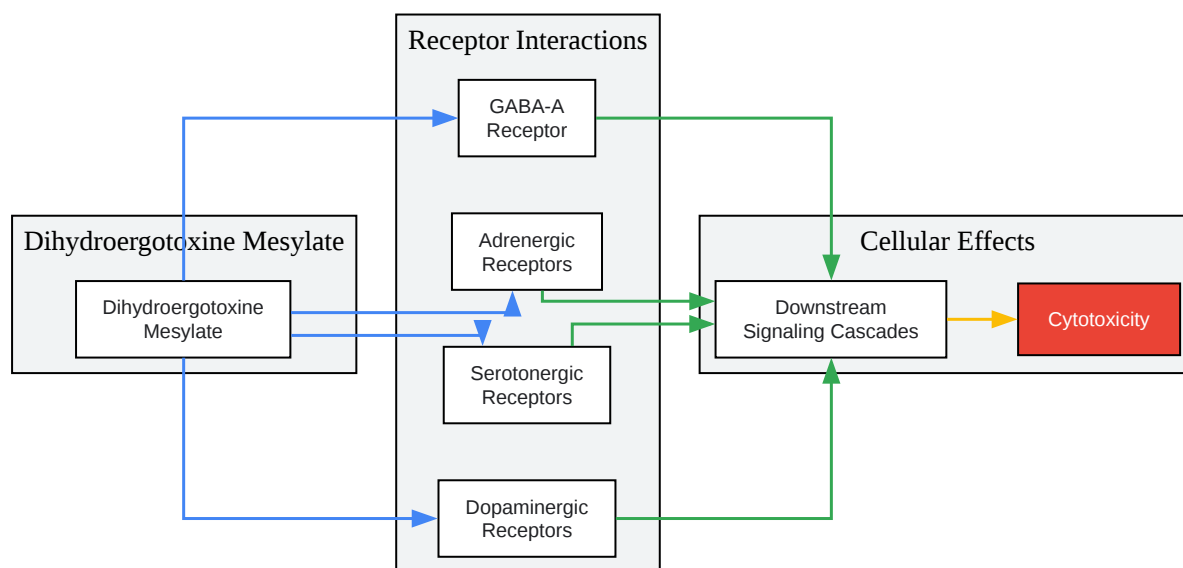 Receptor Interactions
GABA-A
Receptor
Adrenergic
Receptors
Serotonergic
Receptors
Dopaminergic
Receptors
Dihydroergotoxine Mesylate
Dihydroergotoxine
Mesylate
Cellular Effects
Downstream
Signaling Cascades
Cytotoxicity